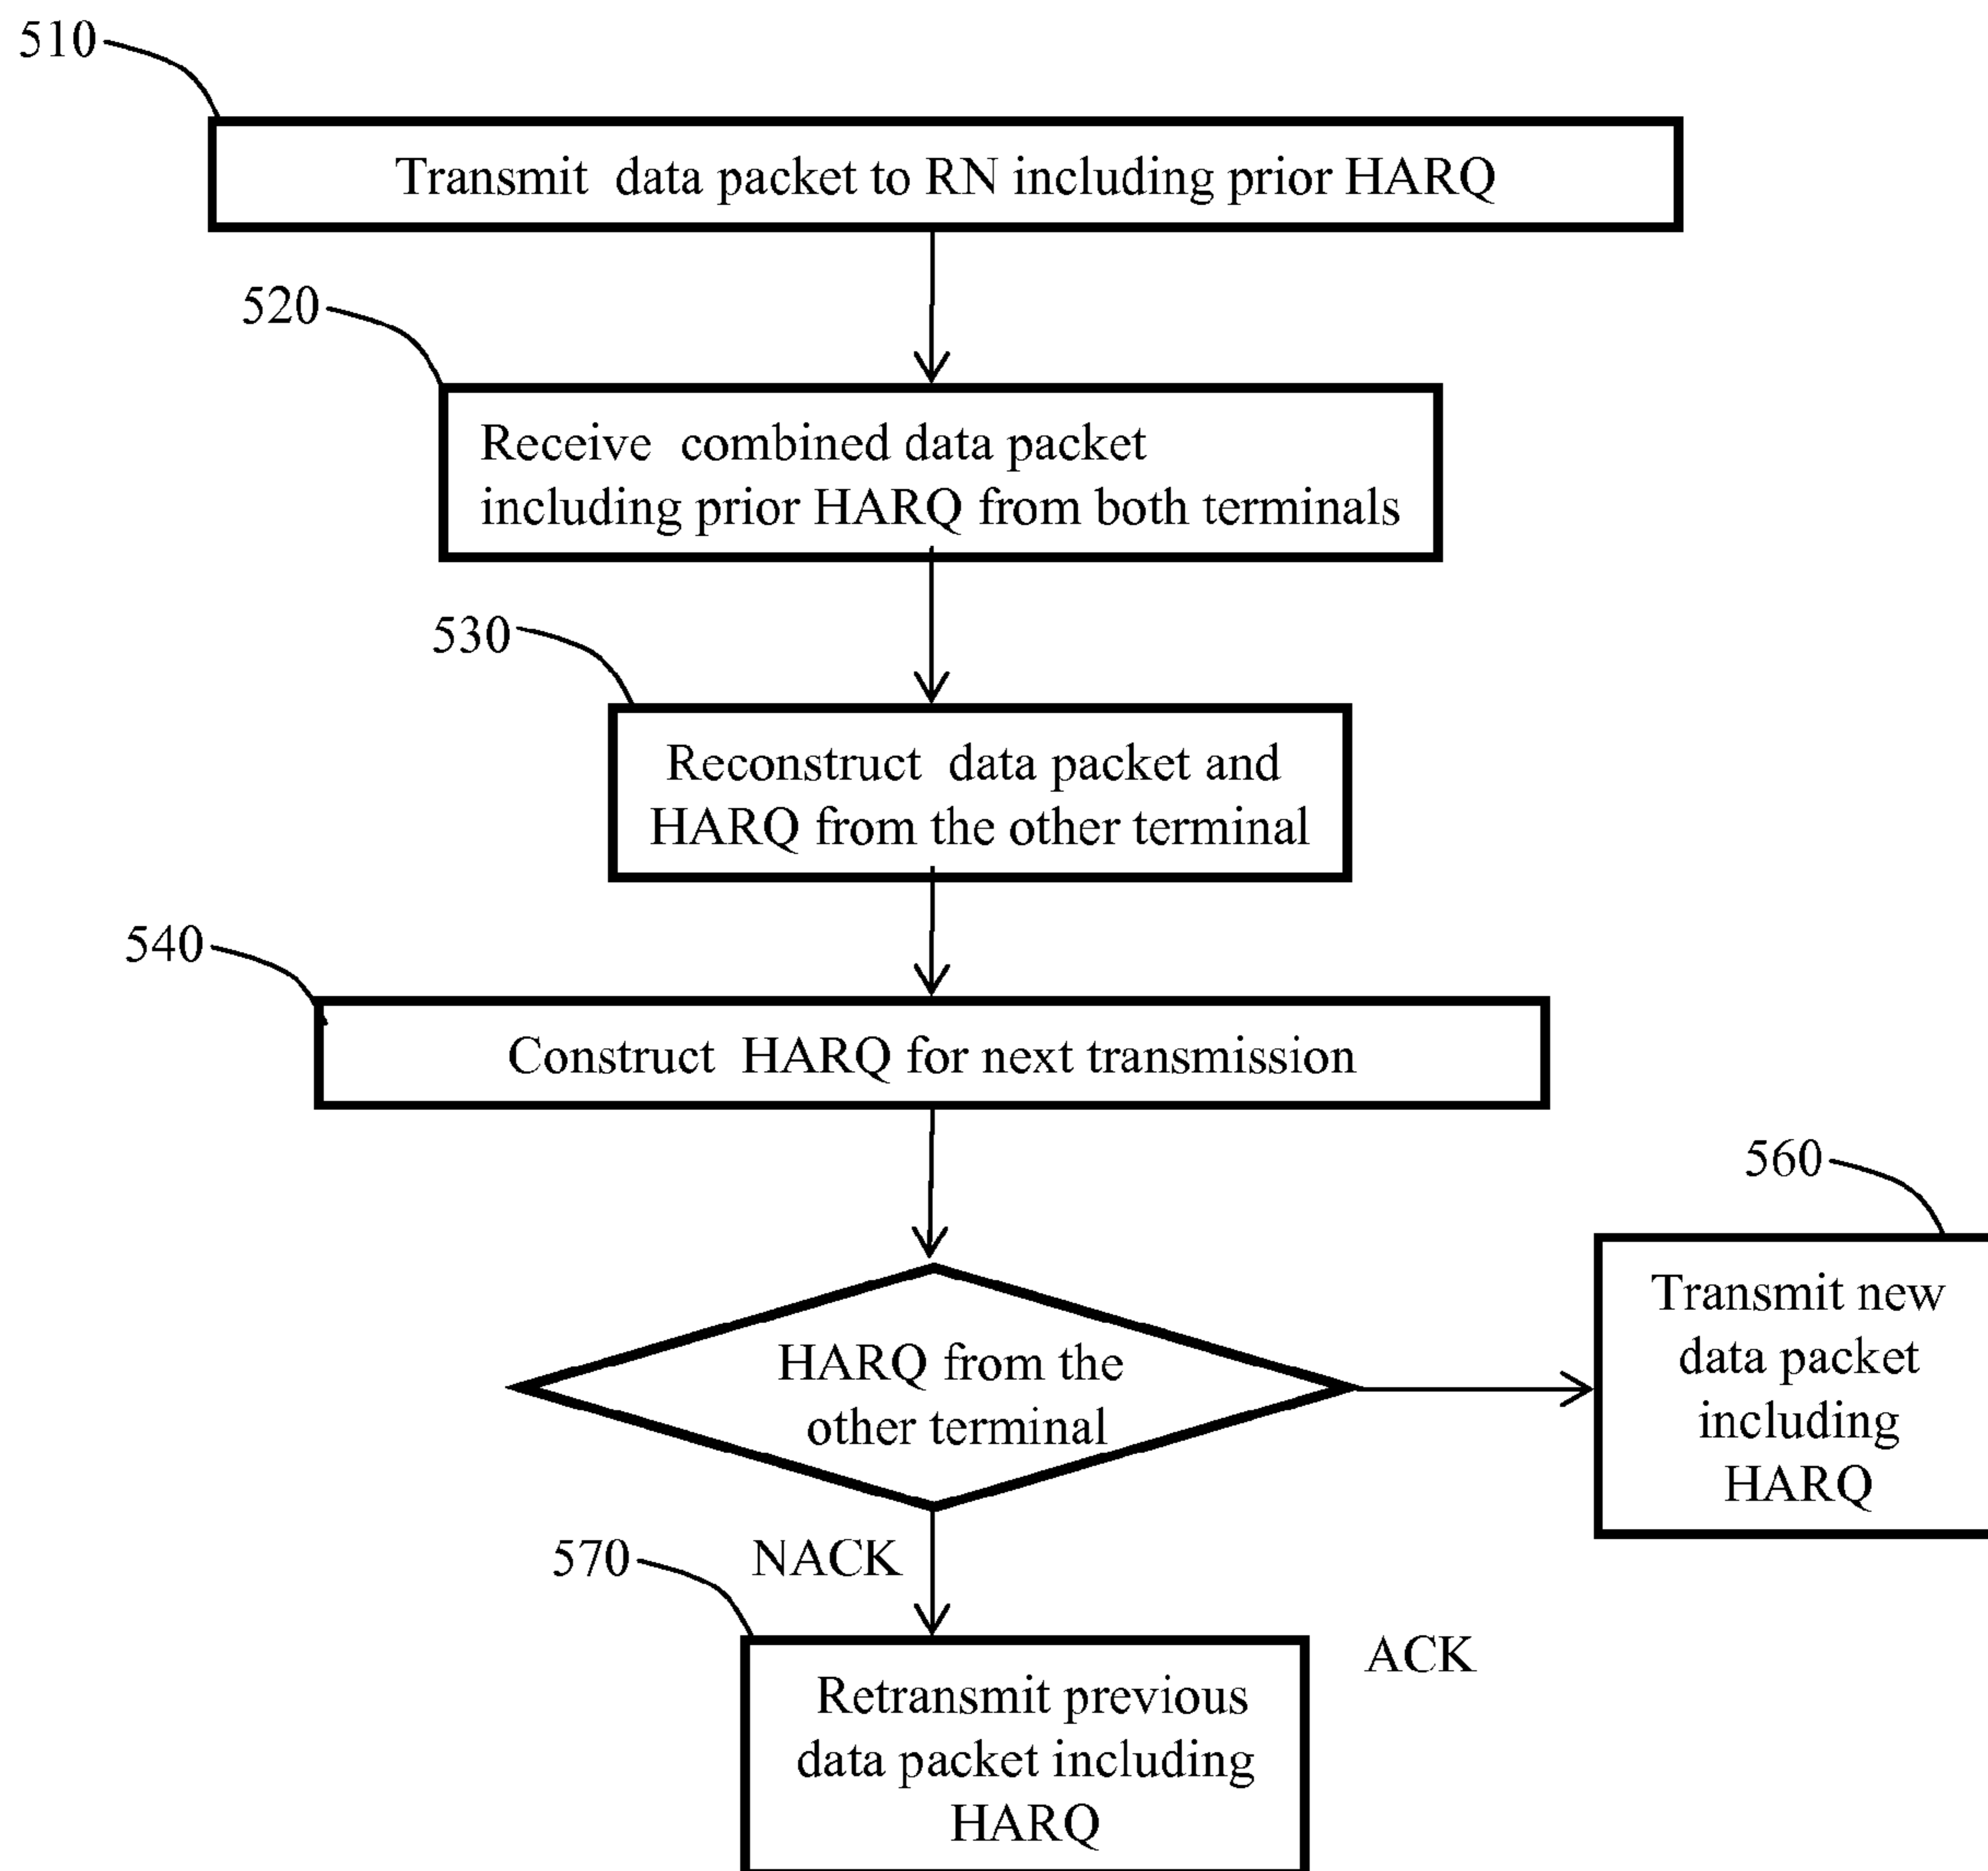 510
Transmit data packet to RN including prior HARQ
520
Receive combined data packet
including prior HARQ from both terminals
530
Reconstruct data packet and
HARQ from the other terminal
540
Construct HARQ for next transmission
560
Transmit new
data packet
including
HARQ
HARQ from the
other terminal
570
NACK
ACK
Retransmit previous
data packet including
HARQ